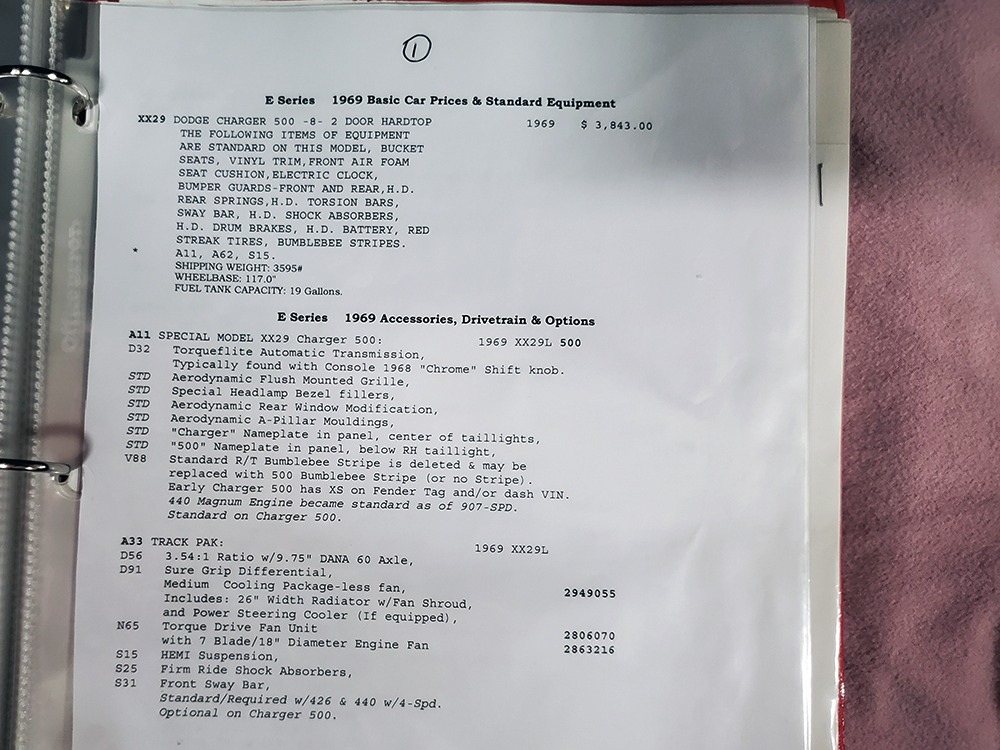 1
E Series 1969 Basic Car Prices & Standard Equipment
XX29 DODGE CHARGER 500 -8- 2 DOOR HARDTOP 1969 $ 3,843.00
THE FOLLOWING ITEMS OF EQUIPMENT
ARE STANDARD ON THIS MODEL, BUCKET
SEATS, VINYL TRIM,FRONT AIR FOAM
SEAT CUSHION,ELECTRIC CLOCK,
BUMPER GUARDS-FRONT AND REAR,H.D.
REAR SPRINGS,H.D. TORSION BARS,
SWAY BAR, H.D. SHOCK ABSORBERS,
H.D. DRUM BRAKES, H.D. BATTERY, RED
STREAK TIRES, BUMBLEBEE STRIPES.
* A11, A62, S15.
SHIPPING WEIGHT: 3595#
WHEELBASE: 117.0"
FUEL TANK CAPACITY: 19 Gallons.
E Series 1969 Accessories, Drivetrain & Options
A11 SPECIAL MODEL XX29 Charger 500: 1969 XX29L 500
D32 Torqueflite Automatic Transmission,
Typically found with Console 1968 "Chrome" Shift knob.
STD Aerodynamic Flush Mounted Grille,
STD Special Headlamp Bezel fillers,
STD Aerodynamic Rear Window Modification,
STD Aerodynamic A-Pillar Mouldings,
STD "Charger" Nameplate in panel, center of taillights,
STD "500" Nameplate in panel, below RH taillight,
V88 Standard R/T Bumblebee Stripe is deleted & may be
replaced with 500 Bumblebee Stripe (or no Stripe).
Early Charger 500 has XS on Fender Tag and/or dash VIN.
440 Magnum Engine became standard as of 907-SPD.
Standard on Charger 500.
A33 TRACK PAK: 1969 XX29L
D56 3.54:1 Ratio w/9.75" DANA 60 Axle,
D91 Sure Grip Differential,
Medium Cooling Package-less fan, 2949055
Includes: 26" Width Radiator w/Fan Shroud,
and Power Steering Cooler (If equipped),
N65 Torque Drive Fan Unit 2806070
with 7 Blade/18" Diameter Engine Fan 2863216
S15 HEMI Suspension,
S25 Firm Ride Shock Absorbers,
S31 Front Sway Bar,
Standard/Required w/426 & 440 w/4-Spd.
Optional on Charger 500.